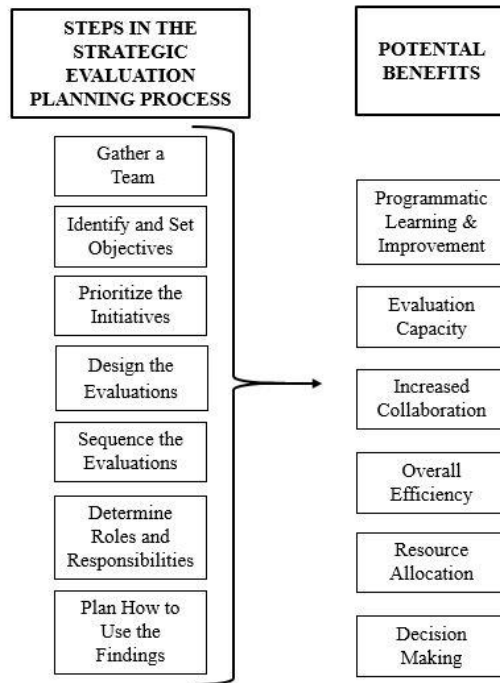 STEPS IN THE
STRATEGIC
EVALUATION
PLANNING PROCESS
Gather a
Team
Identify and Set
Objectives
Prioritize the
Initiatives
Design the
Evaluations
Sequence the
Evaluations
Determine
Roles and
Responsibilities
Plan How to
Use the
Findings
POTENTIAL
BENEFITS
Programmatic
Learning &
Improvement
Evaluation
Capacity
Increased
Collaboration
Overall
Efficiency
Resource
Allocation
Decision
Making